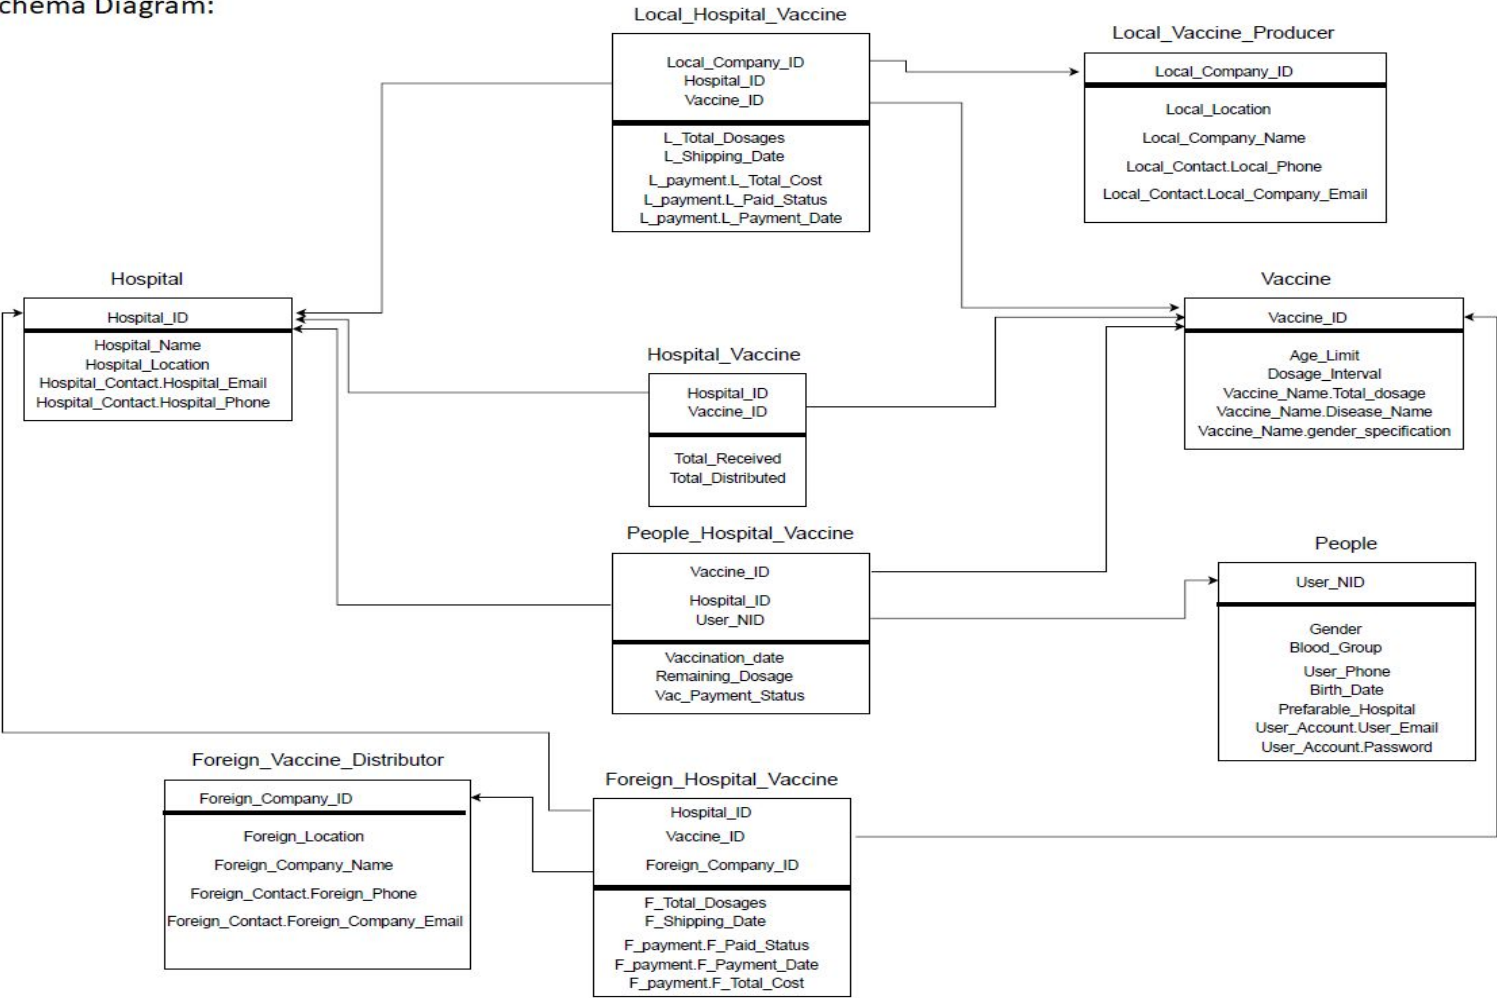 chema Diagram:
Local_Hospital_Vaccine
Local_Company_ID
Hospital_ID
Vaccine_ID
L_Total_Dosages
L_Shipping_Date
L_payment.L_Total_Cost
L_payment.L_Paid_Status
L_payment.L_Payment_Date
Local_Vaccine_Producer
Local_Company_ID
Local_Location
Local_Company_Name
Local_Contact.Local_Phone
Local_Contact.Local_Company_Email
Hospital
Hospital_ID
Hospital_Name
Hospital_Location
Hospital_Contact.Hospital_Email
Hospital_Contact.Hospital_Phone
Hospital_Vaccine
Hospital_ID
Vaccine_ID
Total_Received
Total_Distributed
Vaccine
Vaccine_ID
Age_Limit
Dosage_Interval
Vaccine_Name.Total_dosage
Vaccine_Name.Disease_Name
Vaccine_Name.gender_specification
People_Hospital_Vaccine
Vaccine_ID
Hospital_ID
User_NID
Vaccination_date
Remaining_Dosage
Vac_Payment_Status
People
User_NID
Gender
Blood_Group
User_Phone
Birth_Date
Prefarable_Hospital
User_Account.User_Email
User_Account.Password
Foreign_Vaccine_Distributor
Foreign_Company_ID
Foreign_Location
Foreign_Company_Name
Foreign_Contact.Foreign_Phone
Foreign_Contact.Foreign_Company_Email
Foreign_Hospital_Vaccine
Hospital_ID
Vaccine_ID
Foreign_Company_ID
F_Total_Dosages
F_Shipping_Date
F_payment.F_Paid_Status
F_payment.F_Payment_Date
F_payment.F_Total_Cost